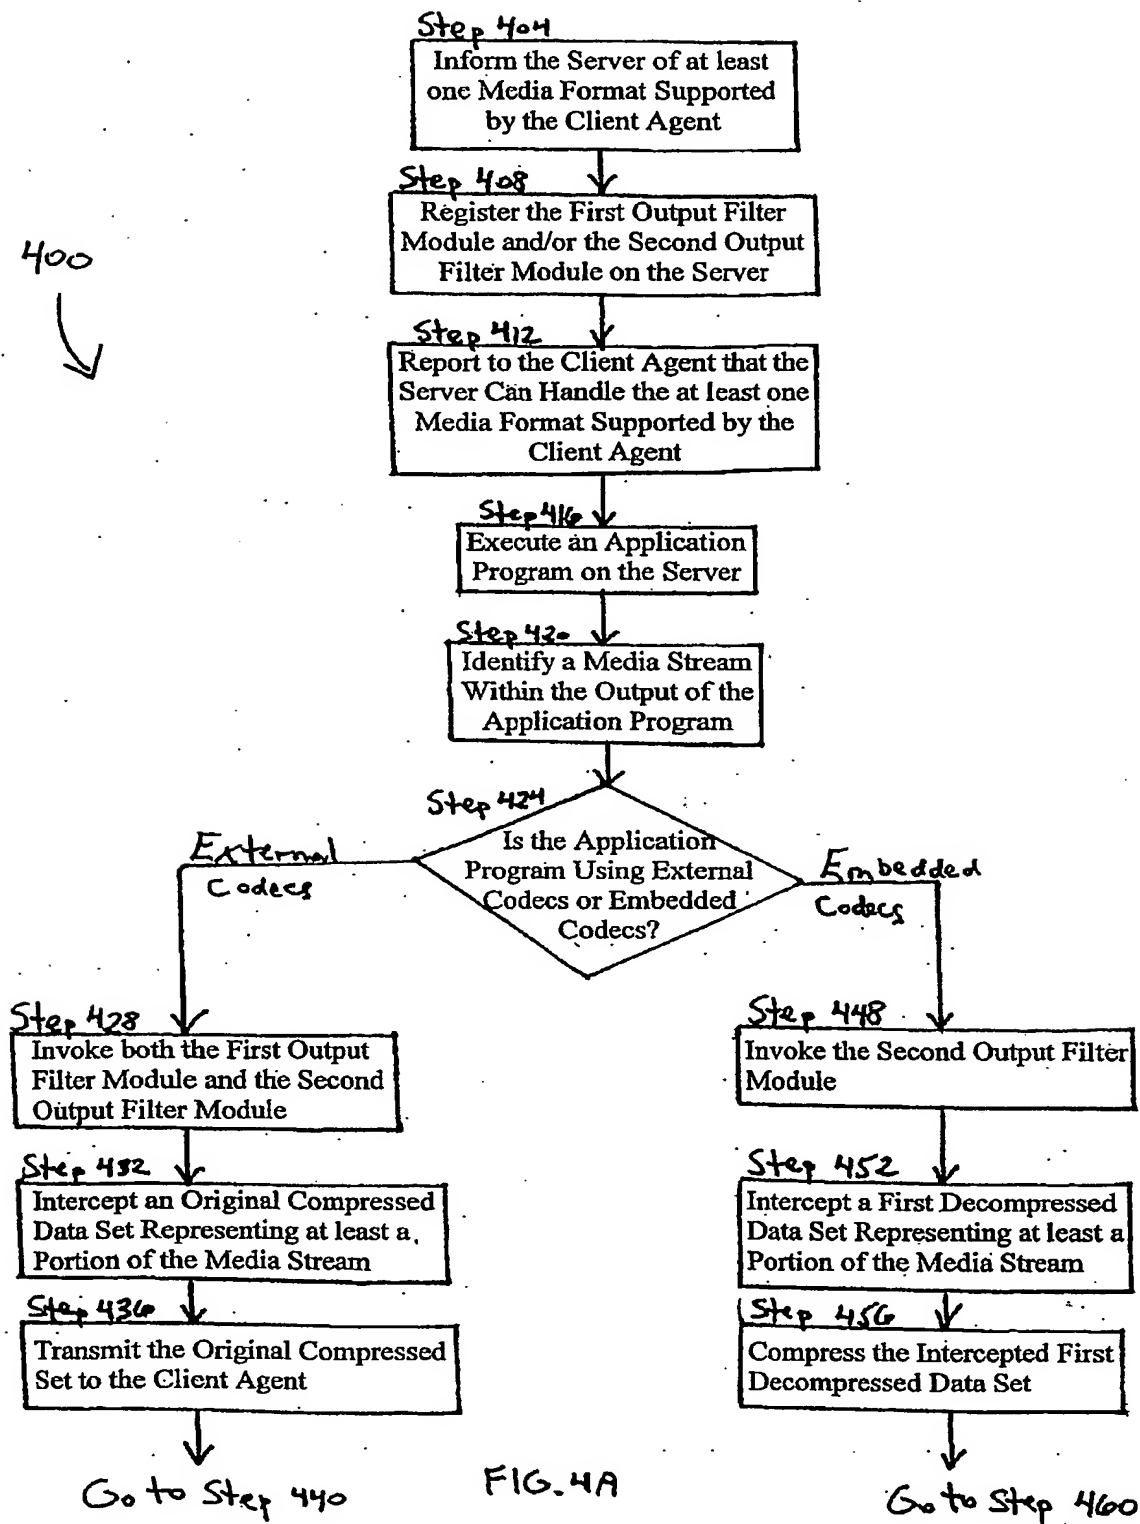 Step 404
Inform the Server of at least
one Media Format Supported
by the Client Agent
Step 408
Register the First Output Filter
Module and/or the Second Output
Filter Module on the Server
400
Step 412
Report to the Client Agent that the
Server Can Handle the at least one
Media Format Supported by the
Client Agent
Step 416
Execute an Application
Program on the Server
Step 420
Identify a Media Stream
Within the Output of the
Application Program
Step 424
Is the Application
Program Using External
Codecs or Embedded
Codecs?
External
Codecs
Embedded
Codecs
Step 428
Invoke both the First Output
Filter Module and the Second
Output Filter Module
Step 432
Intercept an Original Compressed
Data Set Representing at least a
Portion of the Media Stream
Step 436
Transmit the Original Compressed
Set to the Client Agent
Go to Step 440
Step 448
Invoke the Second Output Filter
Module
Step 452
Intercept a First Decompressed
Data Set Representing at least a
Portion of the Media Stream
Step 456
Compress the Intercepted First
Decompressed Data Set
Go to Step 460
FIG. 4A